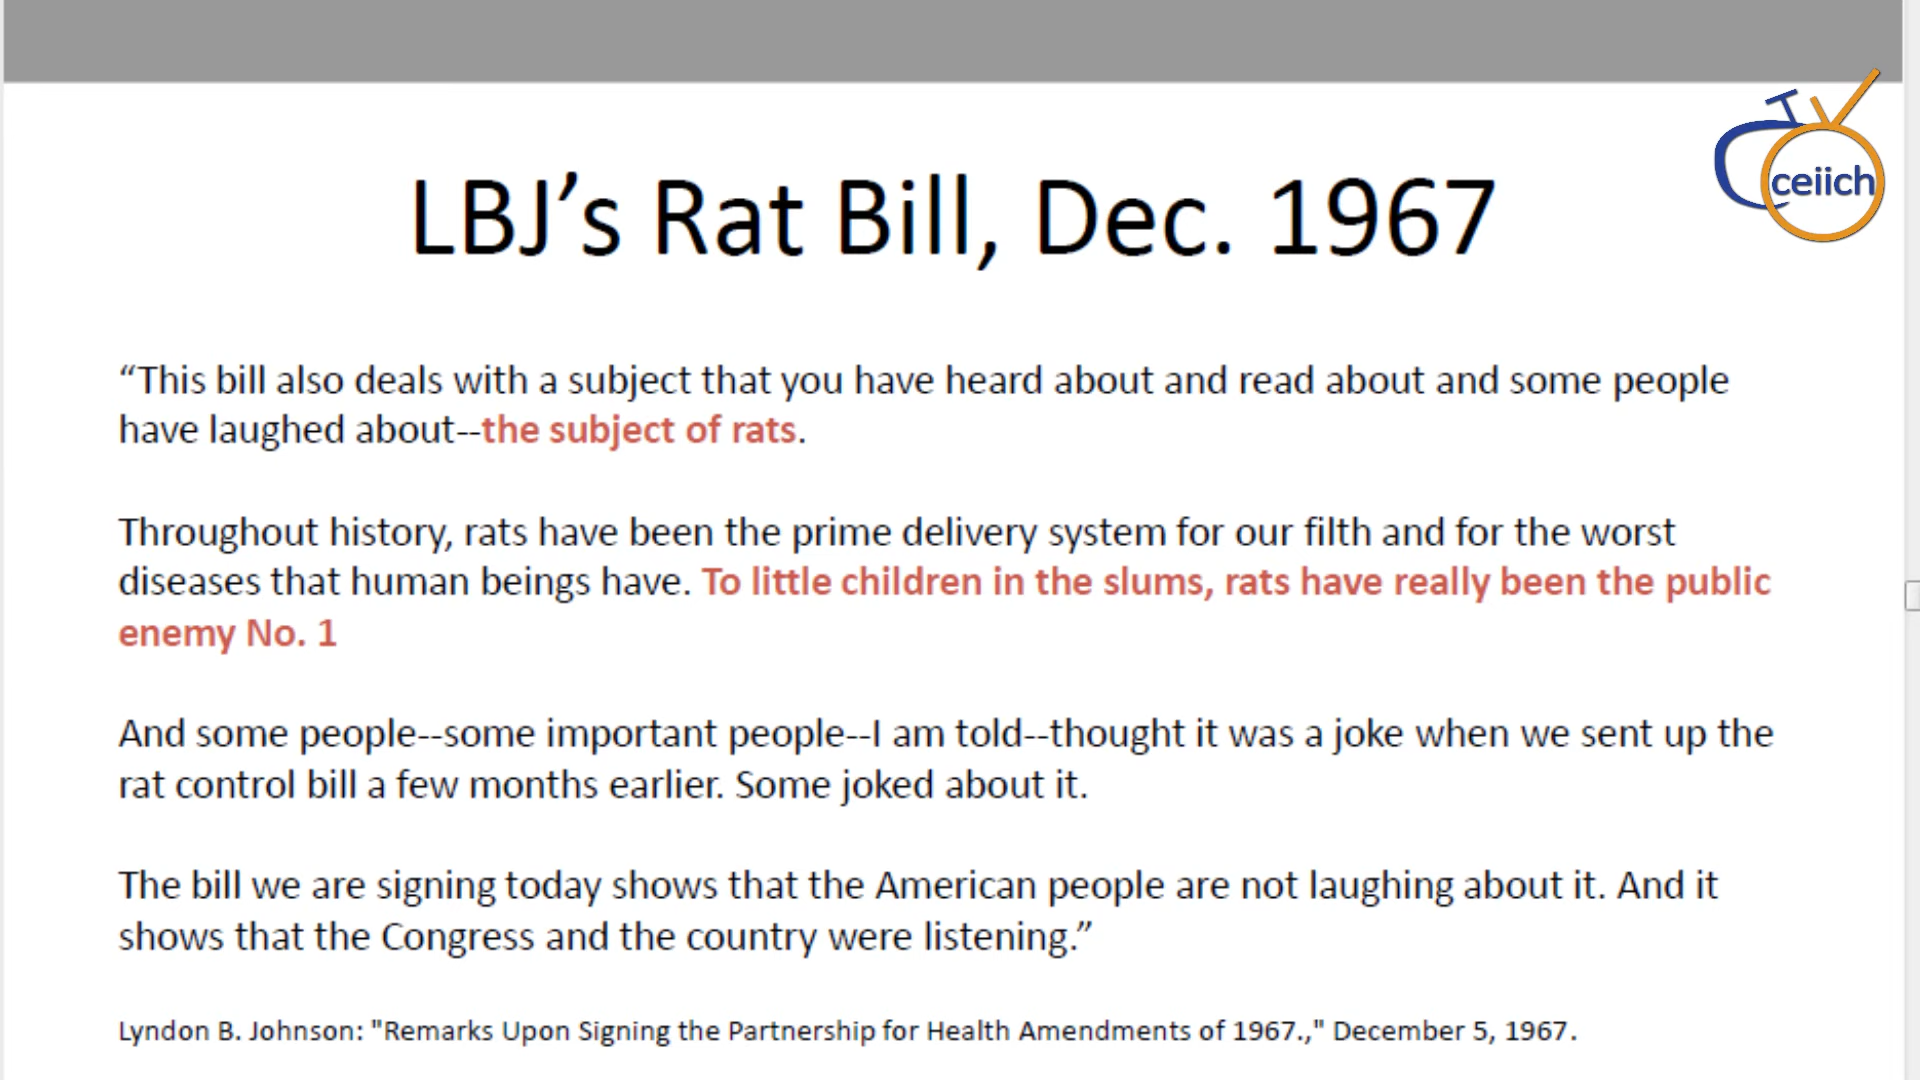 TV
ceiich
LBJ’s Rat Bill, Dec. 1967
“This bill also deals with a subject that you have heard about and read about and some people
have laughed about--the subject of rats.
Throughout history, rats have been the prime delivery system for our filth and for the worst
diseases that human beings have. To little children in the slums, rats have really been the public
enemy No. 1
And some people--some important people--I am told--thought it was a joke when we sent up the
rat control bill a few months earlier. Some joked about it.
The bill we are signing today shows that the American people are not laughing about it. And it
shows that the Congress and the country were listening.”
Lyndon B. Johnson: "Remarks Upon Signing the Partnership for Health Amendments of 1967.," December 5, 1967.